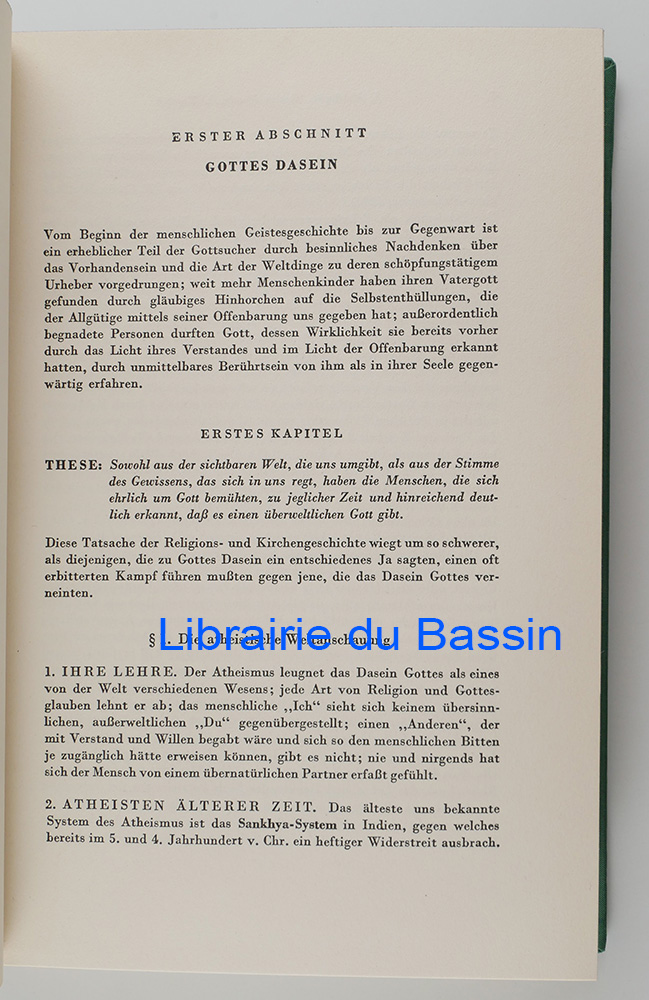 ERSTER ABSCHNITT
GOTTES DASEIN
Vom Beginn der menschlichen Geistesgeschichte bis zur Gegenwart ist
ein erheblicher Teil der Gottsucher durch besinnliches Nachdenken über
das Vorhandensein und die Art der Weltdinge zu deren schöpfungstätigem
Urheber vorgedrungen; weit mehr Menschenkinder haben ihren Vatergott
gefunden durch gläubiges Hinhorchen auf die Selbstenthüllungen, die
der Allgütige mittels seiner Offenbarung uns gegeben hat; außerordentlich
begnadete Personen durften Gott, dessen Wirklichkeit sie bereits vorher
durch das Licht ihres Verstandes und im Licht der Offenbarung erkannt
hatten, durch unmittelbares Berührtsein von ihm als in ihrer Seele gegen-
wärtig erfahren.
ERSTES KAPITEL
THESE: Sowohl aus der sichtbaren Welt, die uns umgibt, als aus der Stimme
des Gewissens, das sich in uns regt, haben die Menschen, die sich
ehrlich um Gott bemühten, zu jeglicher Zeit und hinreichend deut-
lich erkannt, daß es einen überweltlichen Gott gibt.
Diese Tatsache der Religions- und Kirchengeschichte wiegt um so schwerer,
als diejenigen, die zu Gottes Dasein ein entschiedenes Ja sagten, einen oft
erbitterten Kampf führen mußten gegen jene, die das Dasein Gottes ver-
neinten.
§ . Die atheistische Weltanschauung
Librairie du Bassin
1. IHRE LEHRE. Der Atheismus leugnet das Dasein Gottes als eines
von der Welt verschiedenen Wesens; jede Art von Religion und Gottes-
glauben lehnt er ab; das menschliche „Ich“ sieht sich keinem übersinn-
lichen, außerweltlichen „Du“ gegenübergestellt; einen „Anderen“, der
mit Verstand und Willen begabt wäre und sich so den menschlichen Bitten
je zugänglich hätte erweisen können, gibt es nicht; nie und nirgends hat
sich der Mensch von einem übernatürlichen Partner erfaßt gefühlt.
2. ATHEISTEN ÄLTERER ZEIT. Das älteste uns bekannte
System des Atheismus ist das Sankhya-System in Indien, gegen welches
bereits im 5. und 4. Jahrhundert v. Chr. ein heftiger Widerstreit ausbrach.